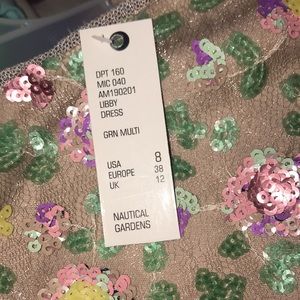 DPT 160
MIC 040
AM190201
LIBBY
DRESS
GRN MULTI
USA 8
EUROPE 38
UK 12
NAUTICAL
GARDENS